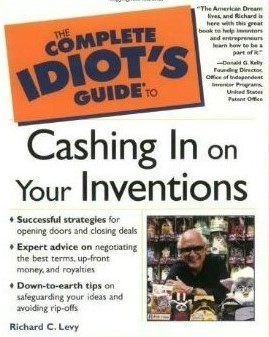 THE
COMPLETE
IDIOT'S
GUIDE® TO
"The American Dream
lives, and Richard is
here with this great
book to help inventors
and entrepreneurs
learn how to be a
part of it."
—Donald G. Kelly
Founding Director,
Office of Independent
Inventor Programs,
United States
Patent Office
Cashing In on
Your Inventions
♦ Successful strategies for
opening doors and closing deals
♦ Expert advice on negotiating
the best terms, up-front
money, and royalties
♦ Down-to-earth tips on
safeguarding your ideas and
avoiding rip-offs
Richard C. Levy